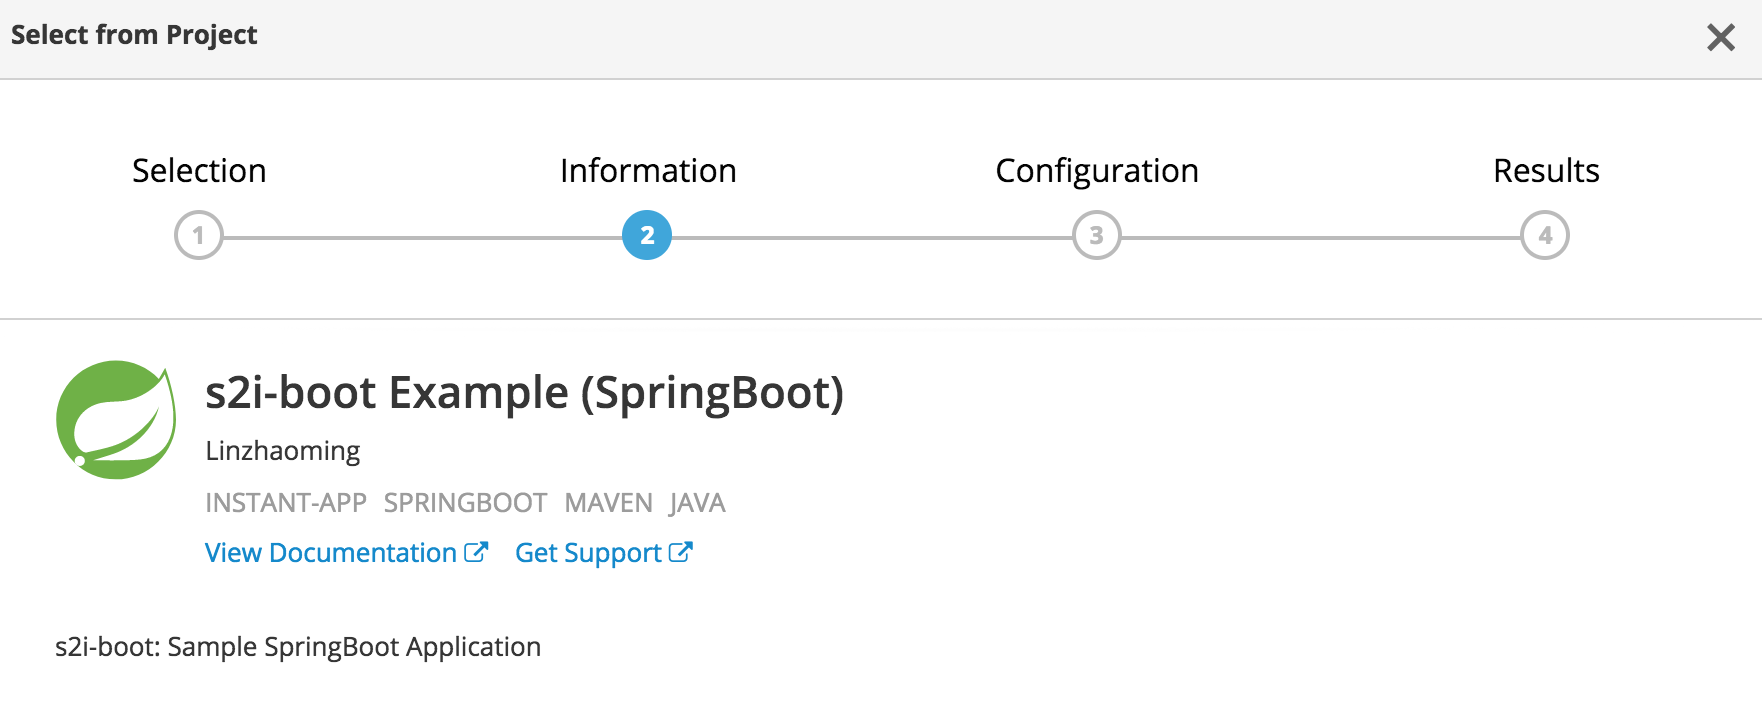 Select from Project
Selection Information Configuration Results
1 2 3 4
s2i-boot Example (SpringBoot)
Linzhaoming
INSTANT-APP SPRINGBOOT MAVEN JAVA
View Documentation Get Support
s2i-boot: Sample SpringBoot Application